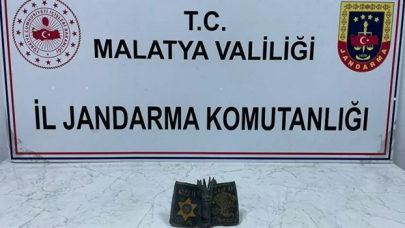 T.C.
MALATYA VALİLİĞİ
İL JANDARMA KOMUTANLIĞI
JANDARMA